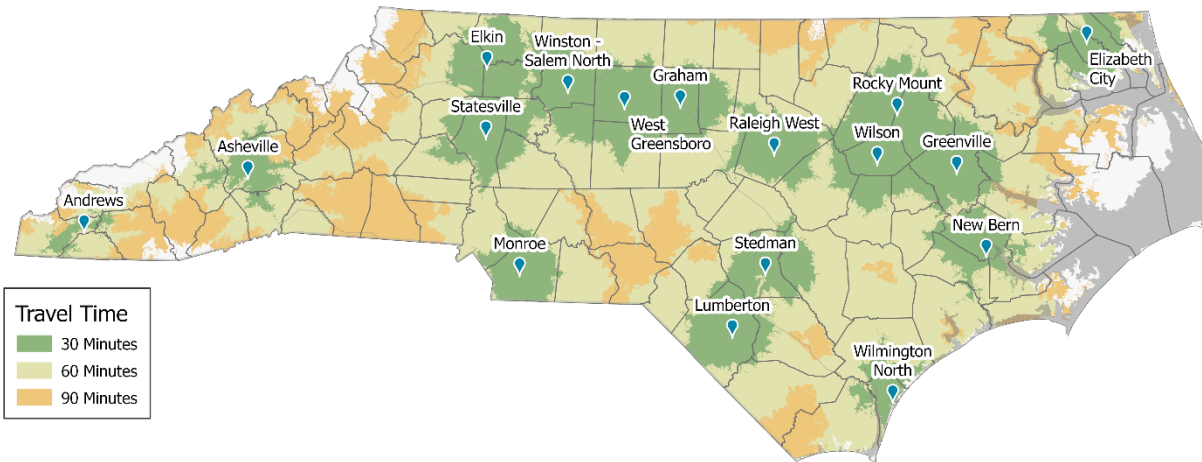 Elkin
Winston -
Salem North
Graham
Rocky Mount
Elizabeth
City
Statesville
West
Greensboro
Raleigh West
Wilson
Greenville
Asheville
Andrews
New Bern
Monroe
Stedman
Lumberton
Wilmington
North
Travel Time
30 Minutes
60 Minutes
90 Minutes